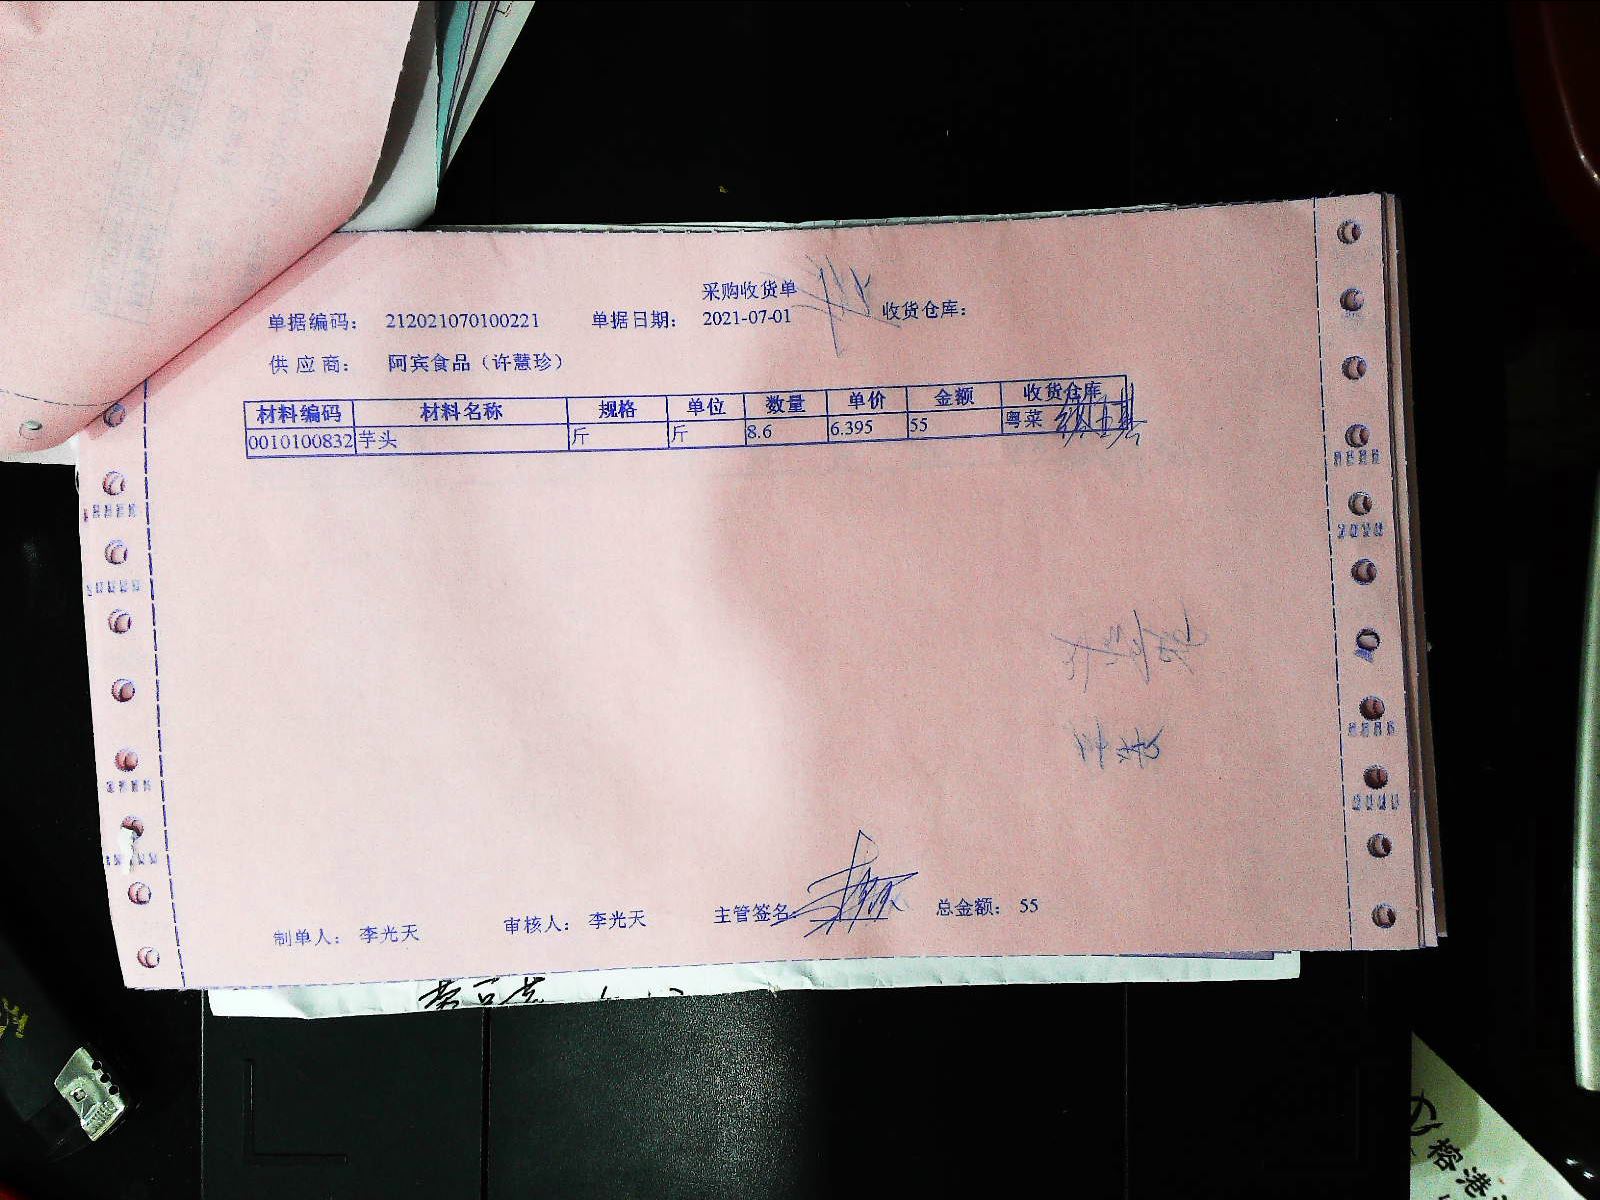 采购收货单
单据编码： 212021070100221 单据日期： 2021-07-01 收货仓库：
供应商： 阿宾食品（许慧珍）
材料编码 材料名称 规格 单位 数量 单价 金额 收货仓库
0010100832 芋头 斤 斤 8.6 6.395 55 粤菜
制单人： 李光天 审核人： 李光天 主管签名： 总金额： 55
榕港